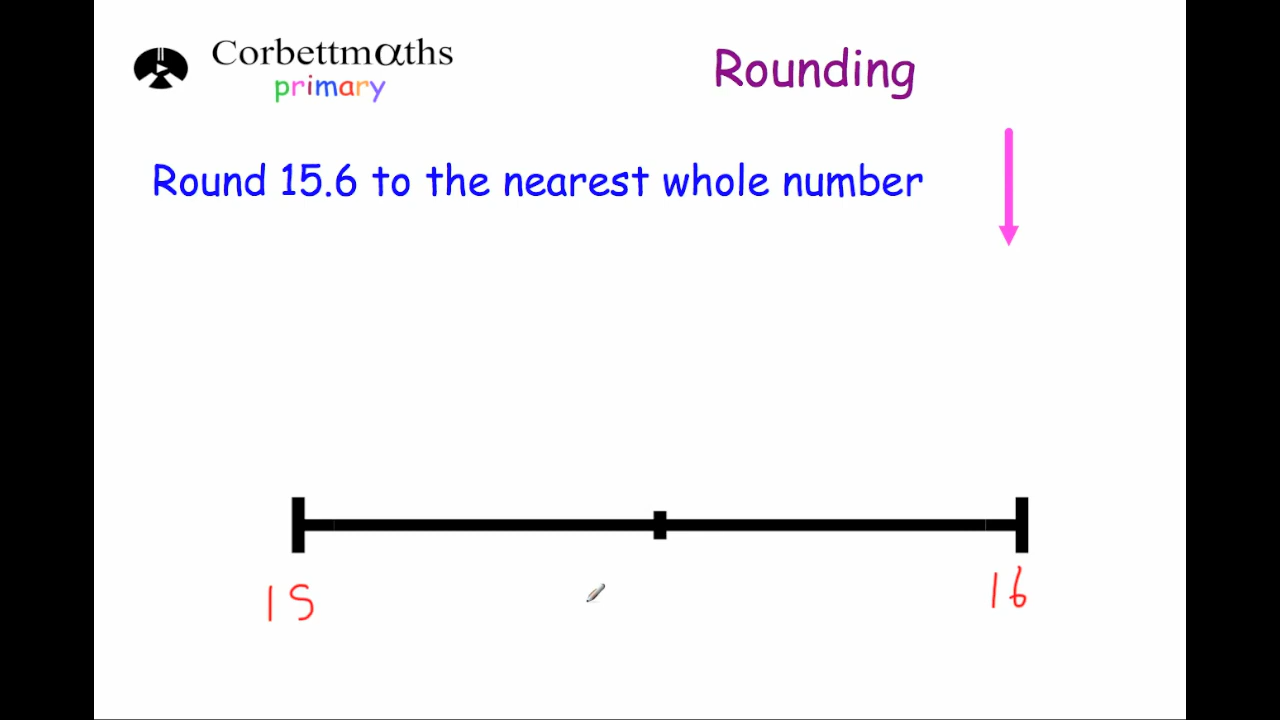 Corbettmαths
primary
Rounding
Round 15.6 to the nearest whole number
15
16